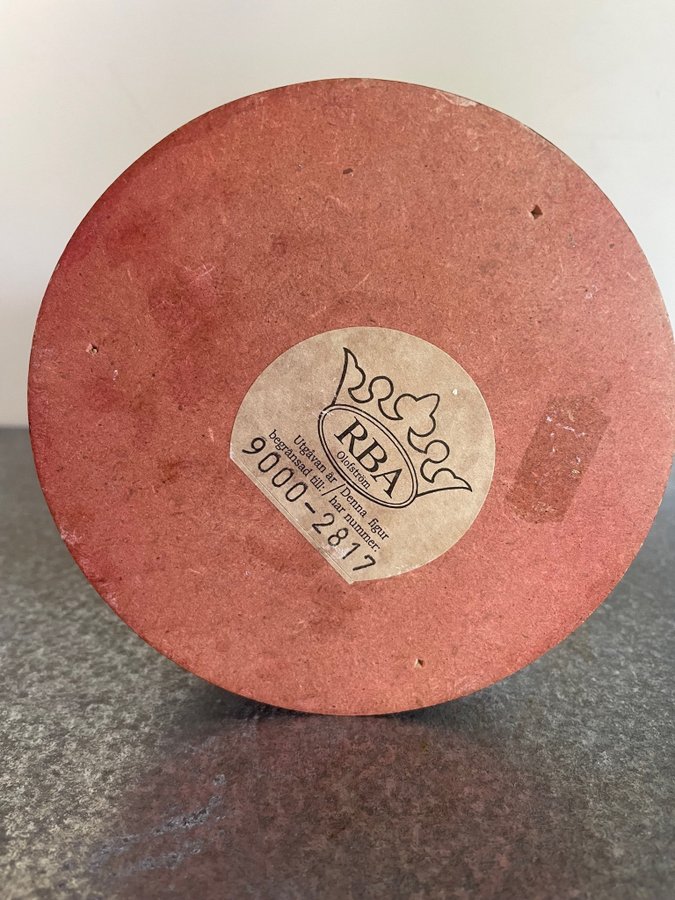 RBA
Olofström
Utgåvan är / Denna figur
begränsad till: / har nummer:
9000-2817